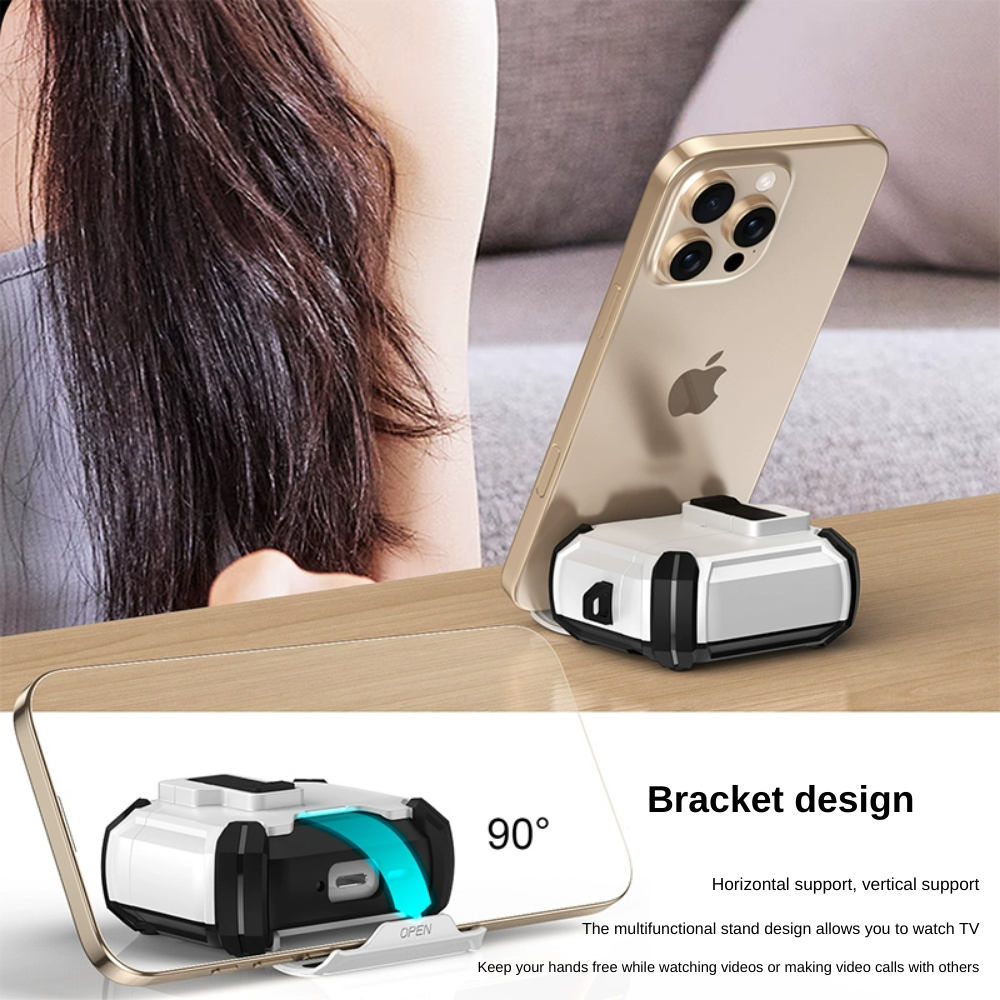 90°
Bracket design
Horizontal support, vertical support
The multifunctional stand design allows you to watch TV
Keep your hands free while watching videos or making video calls with others
OPEN